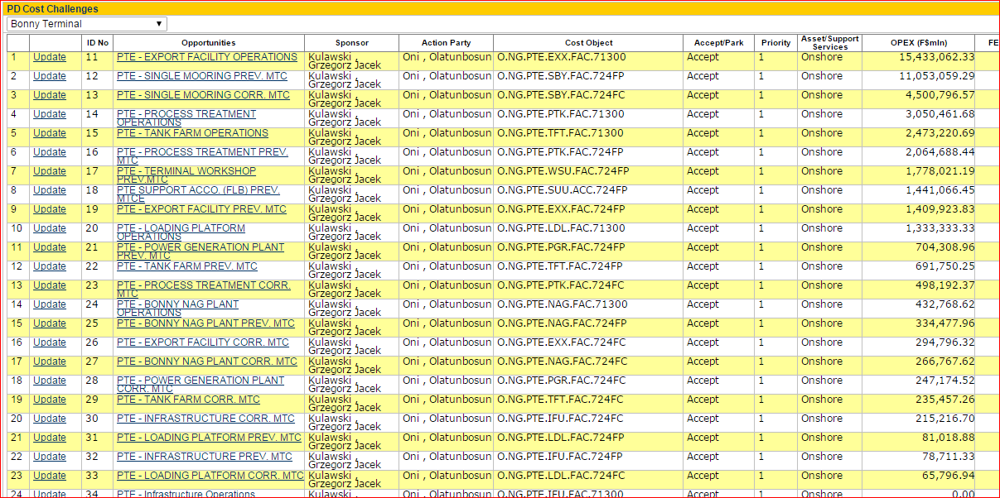 PD Cost Challenges
Bonny Terminal
ID No Opportunities Sponsor Action Party Cost Object Accept/Park Priority Asset/Support Services OPEX (F$mln) FE
1 Update 11 PTE - EXPORT FACILITY OPERATIONS Kulawski , Grzegorz Jacek Oni , Olatunbosun O.NG.PTE.EXX.FAC.71300 Accept 1 Onshore 15,433,062.33
2 Update 12 PTE - SINGLE MOORING PREV. MTC Kulawski , Grzegorz Jacek Oni , Olatunbosun O.NG.PTE.SBY.FAC.724FP Accept 1 Onshore 11,053,059.29
3 Update 13 PTE - SINGLE MOORING CORR. MTC Kulawski , Grzegorz Jacek Oni , Olatunbosun O.NG.PTE.SBY.FAC.724FC Accept 1 Onshore 4,500,796.57
4 Update 14 PTE - PROCESS TREATMENT OPERATIONS Kulawski , Grzegorz Jacek Oni , Olatunbosun O.NG.PTE.PTK.FAC.71300 Accept 1 Onshore 3,050,461.68
5 Update 15 PTE - TANK FARM OPERATIONS Kulawski , Grzegorz Jacek Oni , Olatunbosun O.NG.PTE.TFT.FAC.71300 Accept 1 Onshore 2,473,220.69
6 Update 16 PTE - PROCESS TREATMENT PREV. MTC Kulawski , Grzegorz Jacek Oni , Olatunbosun O.NG.PTE.PTK.FAC.724FP Accept 1 Onshore 2,064,688.44
7 Update 17 PTE - TERMINAL WORKSHOP PREV.MTC Kulawski , Grzegorz Jacek Oni , Olatunbosun O.NG.PTE.WSU.FAC.724FP Accept 1 Onshore 1,778,021.19
8 Update 18 PTE SUPPORT ACCO. (FLB) PREV. MTCE Kulawski , Grzegorz Jacek Oni , Olatunbosun O.NG.PTE.SUU.ACC.724FP Accept 1 Onshore 1,441,066.45
9 Update 19 PTE - EXPORT FACILITY PREV. MTC Kulawski , Grzegorz Jacek Oni , Olatunbosun O.NG.PTE.EXX.FAC.724FP Accept 1 Onshore 1,409,923.83
10 Update 20 PTE - LOADING PLATFORM OPERATIONS Kulawski , Grzegorz Jacek Oni , Olatunbosun O.NG.PTE.LDL.FAC.71300 Accept 1 Onshore 1,333,333.33
11 Update 21 PTE - POWER GENERATION PLANT PREV. MTC Kulawski , Grzegorz Jacek Oni , Olatunbosun O.NG.PTE.PGR.FAC.724FP Accept 1 Onshore 704,308.96
12 Update 22 PTE - TANK FARM PREV. MTC Kulawski , Grzegorz Jacek Oni , Olatunbosun O.NG.PTE.TFT.FAC.724FP Accept 1 Onshore 691,750.25
13 Update 23 PTE - PROCESS TREATMENT CORR. MTC Kulawski , Grzegorz Jacek Oni , Olatunbosun O.NG.PTE.PTK.FAC.724FC Accept 1 Onshore 498,192.37
14 Update 24 PTE - BONNY NAG PLANT OPERATIONS Kulawski , Grzegorz Jacek Oni , Olatunbosun O.NG.PTE.NAG.FAC.71300 Accept 1 Onshore 432,768.62
15 Update 25 PTE - BONNY NAG PLANT PREV. MTC Kulawski , Grzegorz Jacek Oni , Olatunbosun O.NG.PTE.NAG.FAC.724FP Accept 1 Onshore 334,477.96
16 Update 26 PTE - EXPORT FACILITY CORR. MTC Kulawski , Grzegorz Jacek Oni , Olatunbosun O.NG.PTE.EXX.FAC.724FC Accept 1 Onshore 294,796.32
17 Update 27 PTE - BONNY NAG PLANT CORR. MTC Kulawski , Grzegorz Jacek Oni , Olatunbosun O.NG.PTE.NAG.FAC.724FC Accept 1 Onshore 266,767.62
18 Update 28 PTE - POWER GENERATION PLANT CORR. MTC Kulawski , Grzegorz Jacek Oni , Olatunbosun O.NG.PTE.PGR.FAC.724FC Accept 1 Onshore 247,174.52
19 Update 29 PTE - TANK FARM CORR. MTC Kulawski , Grzegorz Jacek Oni , Olatunbosun O.NG.PTE.TFT.FAC.724FC Accept 1 Onshore 235,457.26
20 Update 30 PTE - INFRASTRUCTURE CORR. MTC Kulawski , Grzegorz Jacek Oni , Olatunbosun O.NG.PTE.IFU.FAC.724FC Accept 1 Onshore 215,216.70
21 Update 31 PTE - LOADING PLATFORM PREV. MTC Kulawski , Grzegorz Jacek Oni , Olatunbosun O.NG.PTE.LDL.FAC.724FP Accept 1 Onshore 81,018.88
22 Update 32 PTE - INFRASTRUCTURE PREV. MTC Kulawski , Grzegorz Jacek Oni , Olatunbosun O.NG.PTE.IFU.FAC.724FP Accept 1 Onshore 78,711.33
23 Update 33 PTE - LOADING PLATFORM CORR. MTC Kulawski , Grzegorz Jacek Oni , Olatunbosun O.NG.PTE.LDL.FAC.724FC Accept 1 Onshore 65,796.94
24 Update 34 PTE - Infrastructure Operations Kulawski , Oni , Olatunbosun O.NG.PTE.IFU.FAC.71300 Accept 1 Onshore 0.00